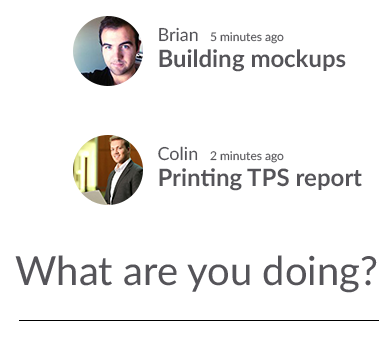 Brian 5 minutes ago
Building mockups
Colin 2 minutes ago
Printing TPS report
What are you doing?